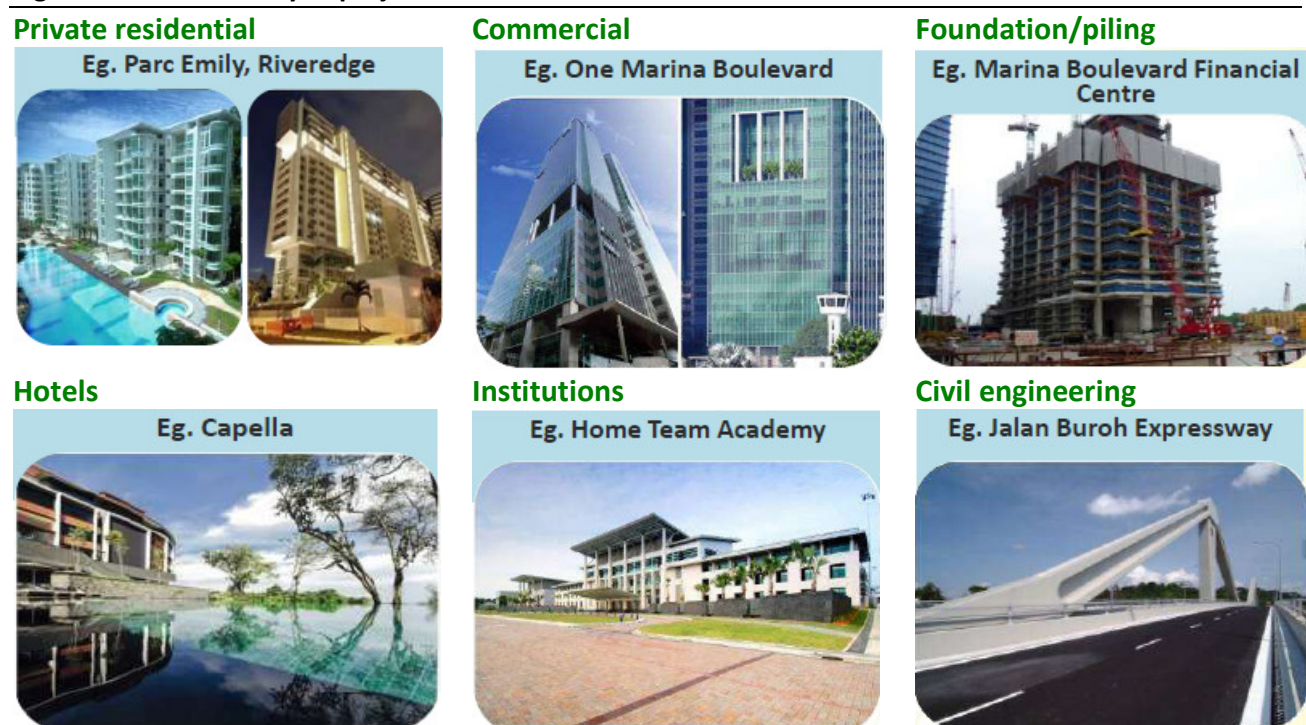 Private residential
Commercial
Foundation/piling
Eg. Parc Emily, Riveredge
Eg. One Marina Boulevard
Eg. Marina Boulevard Financial
Centre
Hotels
Institutions
Civil engineering
Eg. Capella
Eg. Home Team Academy
Eg. Jalan Buroh Expressway